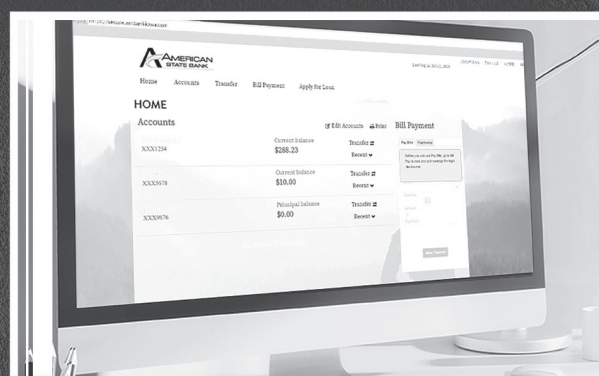 AMERICAN
STATE BANK
Home Accounts Transfer Bill Payment Apply for Loan
HOME
Accounts
Edit Accounts Print
Bill Payment
XXX1234
Current balance
$288.23
Transfer
Recent
XXX5678
Current balance
$10.00
Transfer
Recent
XXX9876
Principal balance
$0.00
Transfer
Recent